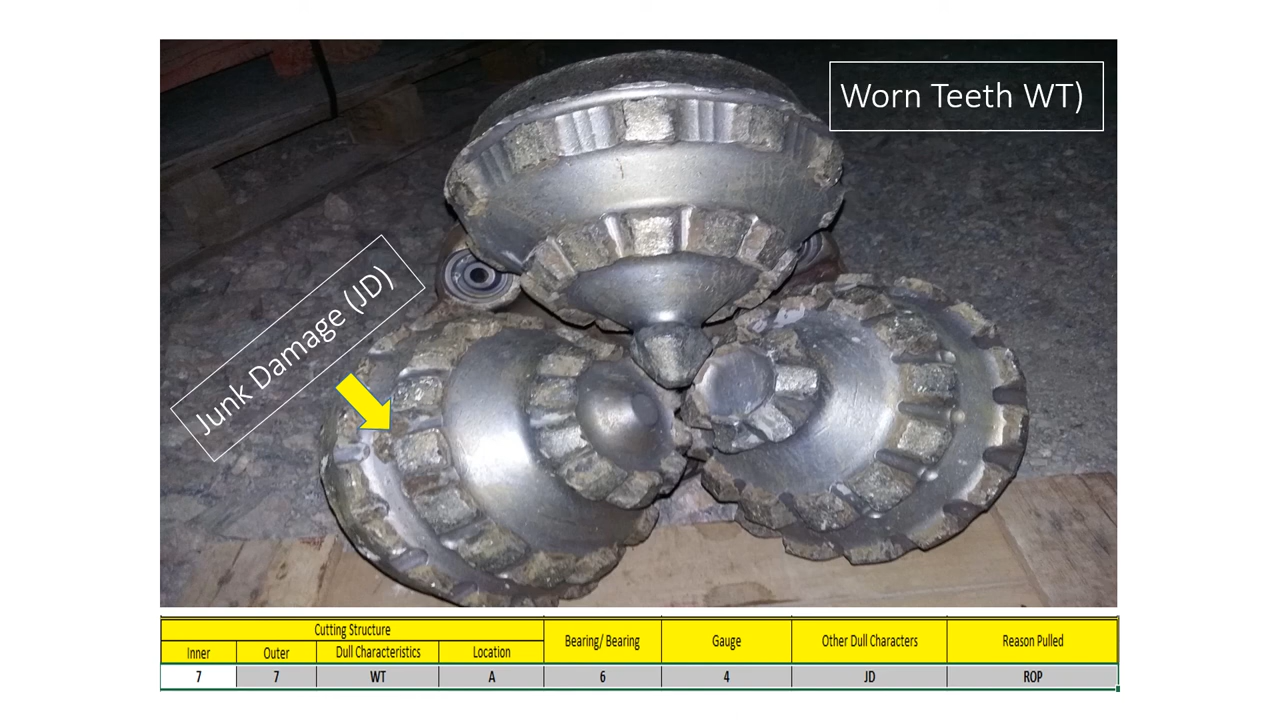 Worn Teeth WT)
Junk Damage (JD)
Cutting Structure
Bearing/ Bearing
Gauge
Other Dull Characters
Reason Pulled
Inner
Outer
Dull Characteristics
Location
7
7
WT
A
6
4
JD
ROP